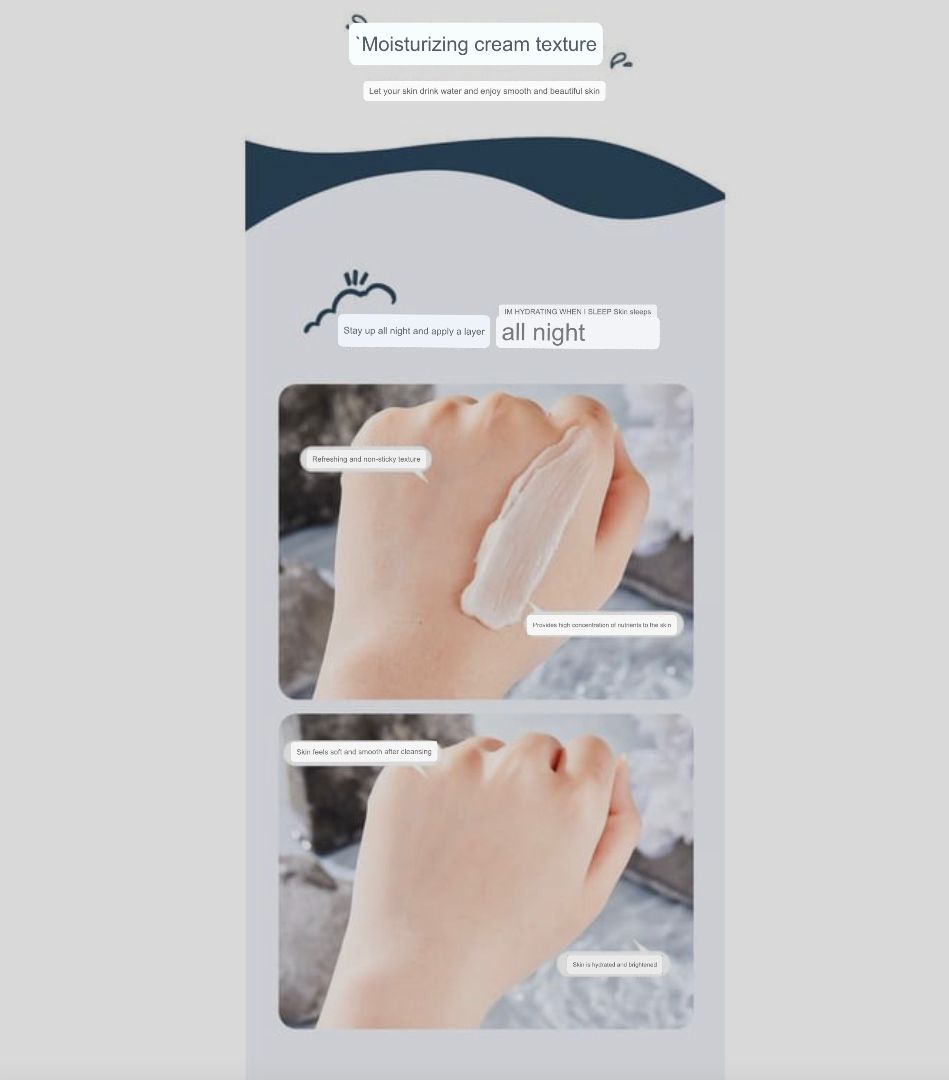 `Moisturizing cream texture
Let your skin drink water and enjoy smooth and beautiful skin
Stay up all night and apply a layer
IM HYDRATING WHEN I SLEEP Skin sleeps
all night
Refreshing and non-sticky texture
Provides high concentration of nutrients to the skin
Skin feels soft and smooth after cleansing
Skin is hydrated and brightened